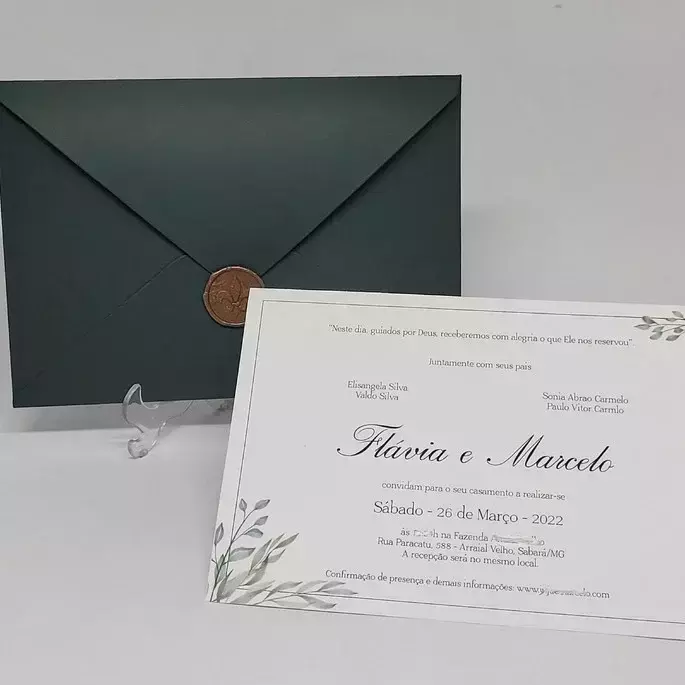 "Neste dia, guiados por Deus, receberemos com alegria o que Ele nos reservou".
Juntamente com seus pais
Elisangela Silva
Valdo Silva
Sonia Abrao Carmelo
Paulo Vitor Carmlo
Flávia e Marcelo
convidam para o seu casamento a realizar-se
Sábado - 26 de Março - 2022
às na Fazenda
Rua Paracatu, 588 - Arraial Velho, Sabará/MG
A recepção será no mesmo local.
Confirmação de presença e demais informações: